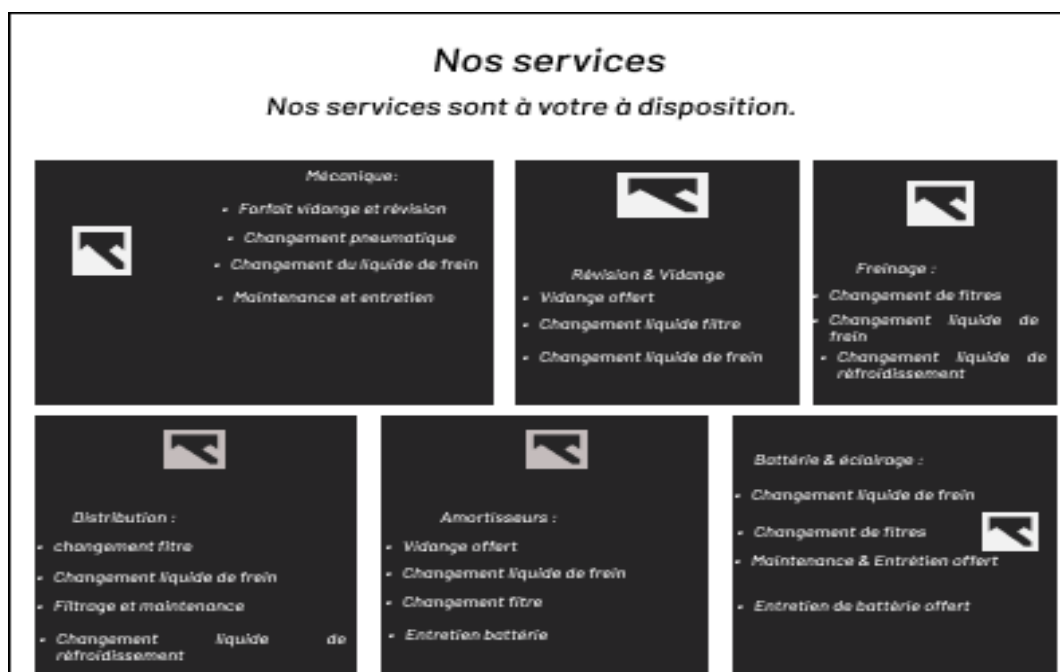 Nos services
Nos services sont à votre à disposition.
Mécanique:
- Forfait vidange et révision
- Changement pneumatique
- Changement du liquide de frein
- Maintenance et entretien
Révision & Vidange
- Vidange offert
- Changement liquide filtre
- Changement liquide de frein
Freinage :
- Changement de fitres
- Changement liquide de
frein
- Changement liquide de
réfroidissement
Distribution :
- changement fitre
- Changement liquide de frein
- Filtrage et maintenance
- Changement liquide de
réfroidissement
Amortisseurs :
- Vidange offert
- Changement liquide de frein
- Changement fitre
- Entretien battérie
Battérie & éclairage :
- Changement liquide de frein
- Changement de fitres
- Maintenance & Entrétien offert
- Entretien de battérie offert